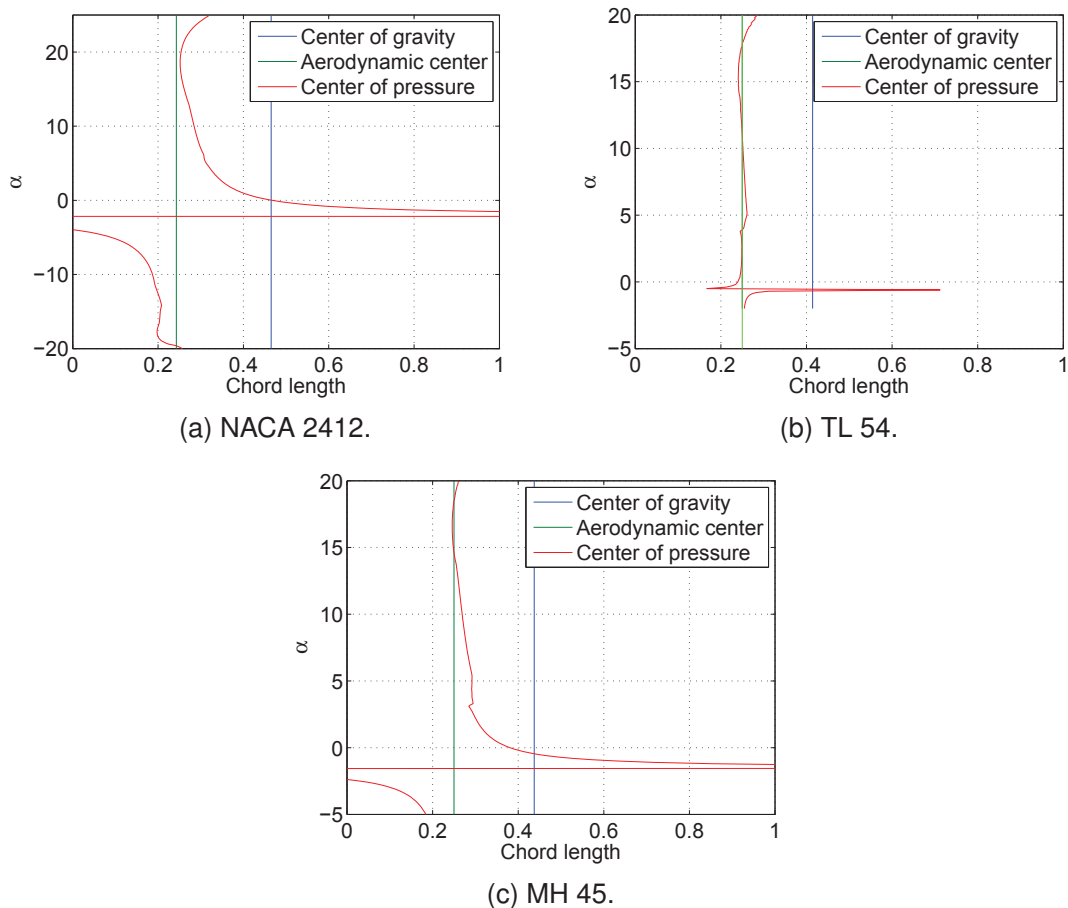 20
10
0
−10
−20
α
0
0.2
0.4
0.6
0.8
1
Chord length
Center of gravity
Aerodynamic center
Center of pressure
(a) NACA 2412.
20
15
10
5
0
−5
α
0
0.2
0.4
0.6
0.8
1
Chord length
Center of gravity
Aerodynamic center
Center of pressure
(b) TL 54.
20
15
10
5
0
−5
α
0
0.2
0.4
0.6
0.8
1
Chord length
Center of gravity
Aerodynamic center
Center of pressure
(c) MH 45.